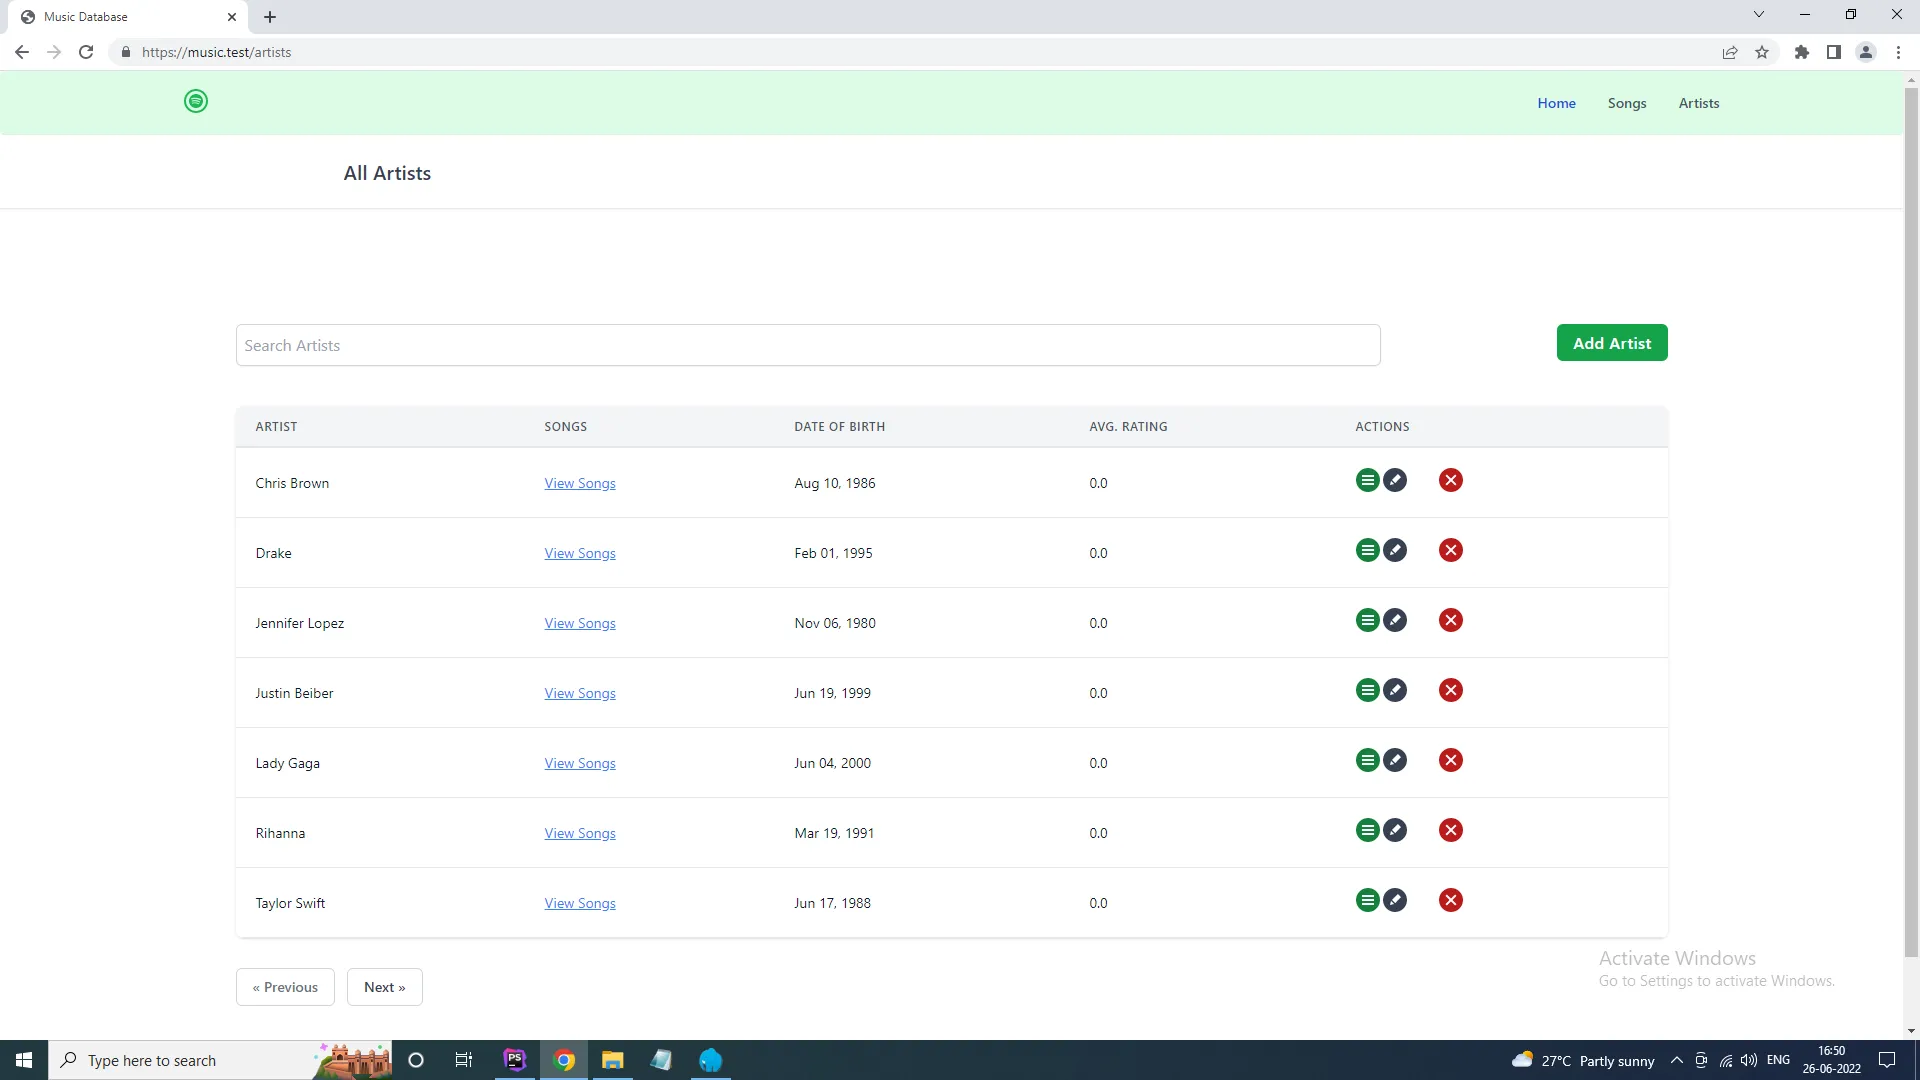 Music Database
https://music.test/artists
Home Songs Artists
All Artists
Search Artists
Add Artist
ARTIST SONGS DATE OF BIRTH AVG. RATING ACTIONS
Chris Brown View Songs Aug 10, 1986 0.0
Drake View Songs Feb 01, 1995 0.0
Jennifer Lopez View Songs Nov 06, 1980 0.0
Justin Beiber View Songs Jun 19, 1999 0.0
Lady Gaga View Songs Jun 04, 2000 0.0
Rihanna View Songs Mar 19, 1991 0.0
Taylor Swift View Songs Jun 17, 1988 0.0
Activate Windows
Go to Settings to activate Windows.
« Previous Next »
Type here to search
PS
27°C Partly sunny
ENG
16:50
26-06-2022